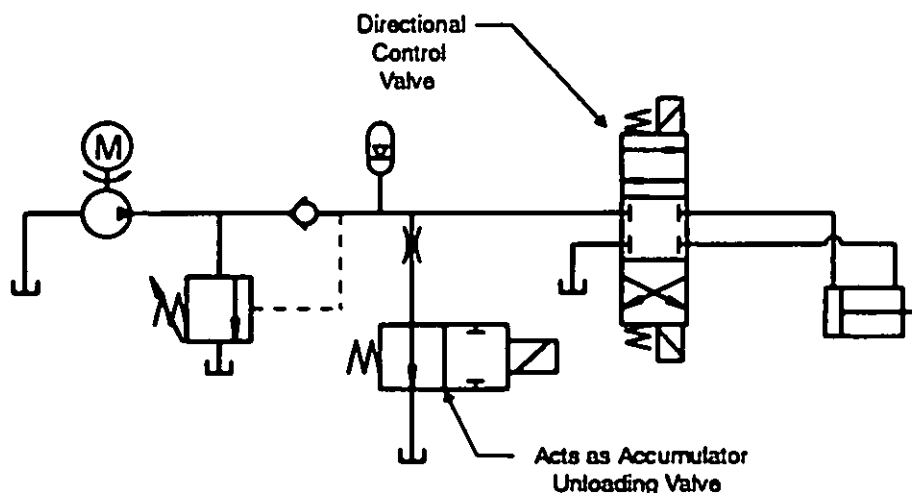 Directional
Control
Valve
M
Acts as Accumulator
Unloading Valve